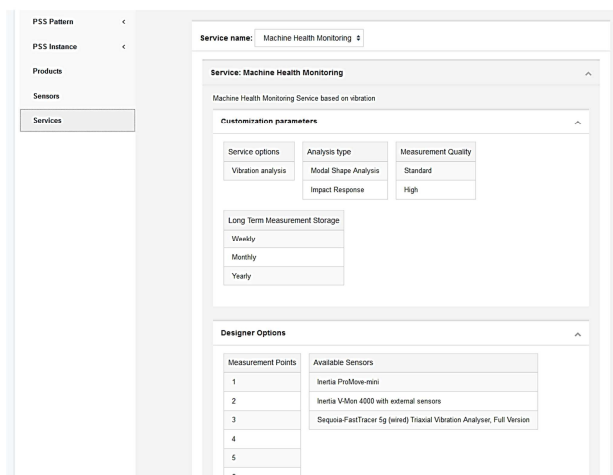 PSS Pattern <
PSS Instance <
Products
Sensors
Services
Service name: Machine Health Monitoring
Service: Machine Health Monitoring
Machine Health Monitoring Service based on vibration
Customization parameters
Service options
Vibration analysis
Analysis type
Modal Shape Analysis
Impact Response
Measurement Quality
Standard
High
Long Term Measurement Storage
Weekly
Monthly
Yearly
Designer Options
Measurement Points
1
2
3
4
5
Available Sensors
Inertia ProMove-mini
Inertia V-Mon 4000 with external sensors
Sequoia-FastTracer 5g (wired) Triaxial Vibration Analyser, Full Version